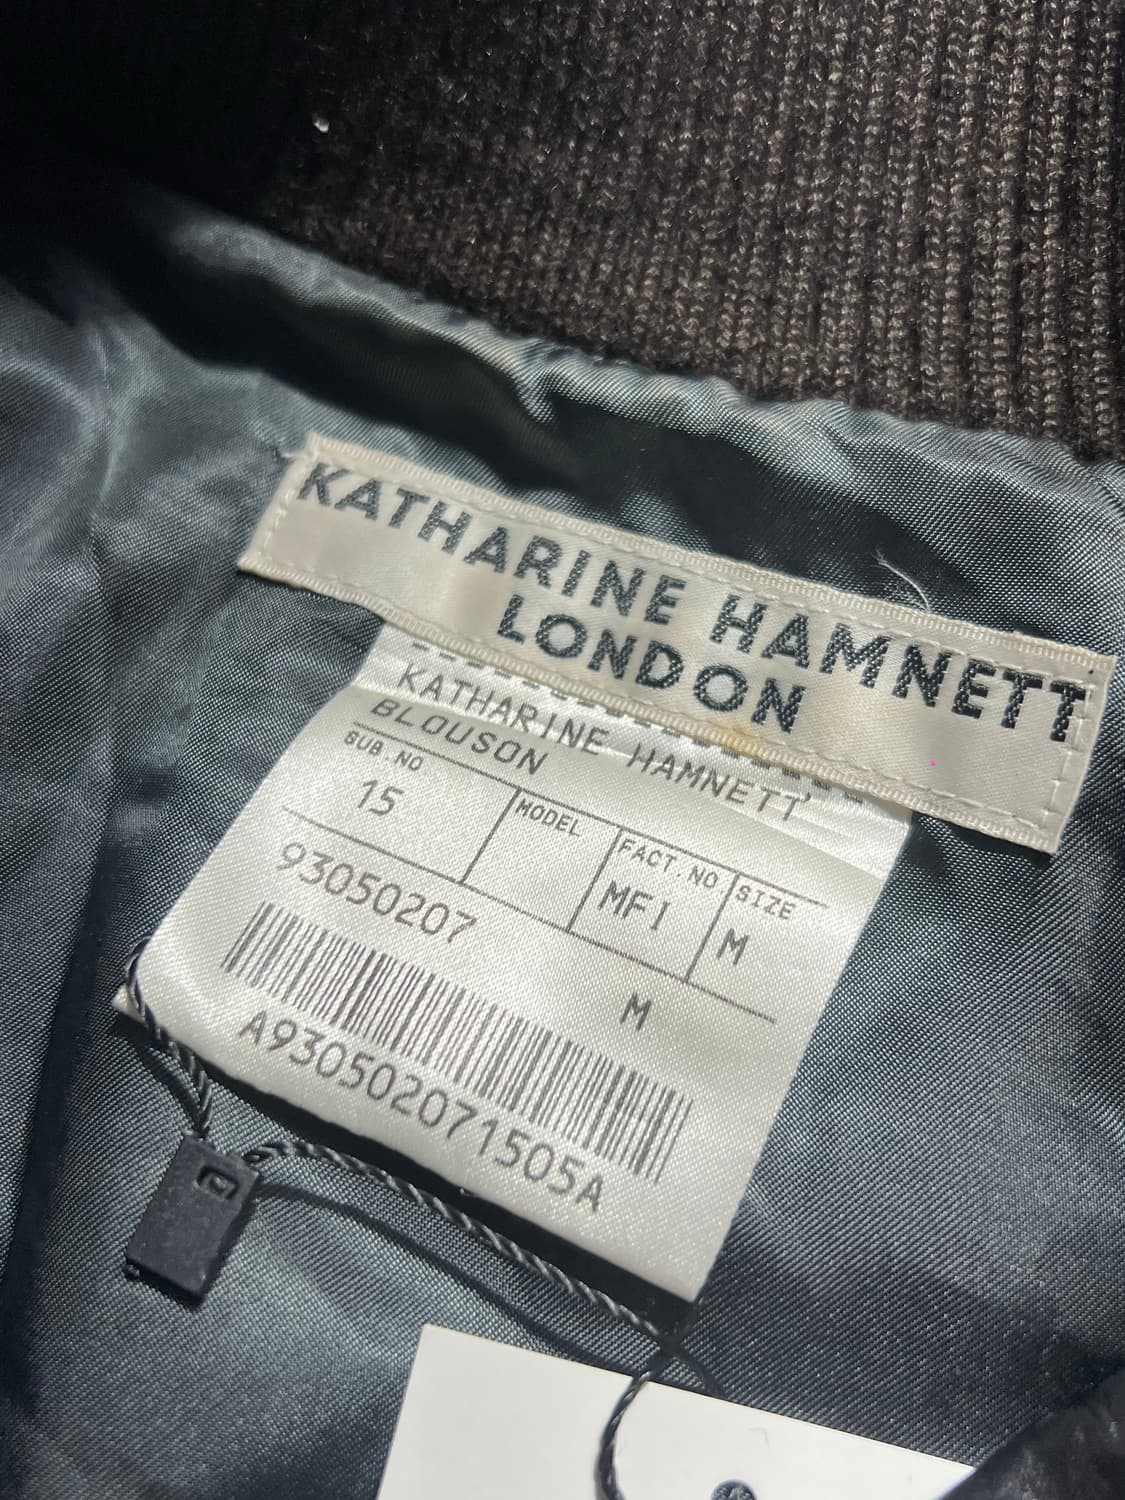 KATHARINE HAMNETT
LONDON
KATHARINE HAMNETT
BLOUSON
SUB.NO MODEL FACT.NO SIZE
15 MFI M
93050207 M
A930502071505A